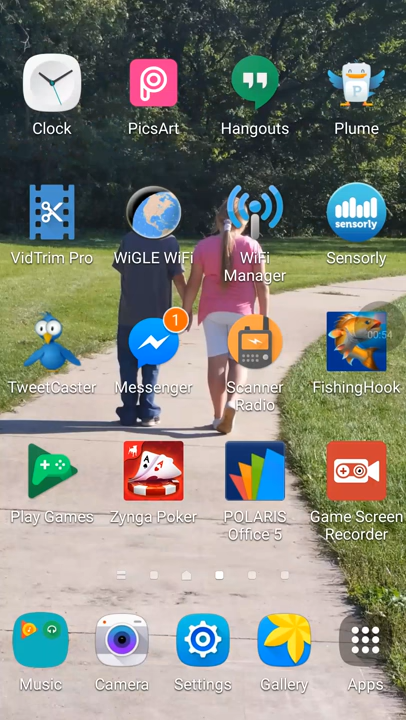 Clock PicsArt Hangouts Plume
P
sensorly
VidTrim Pro WiGLE WiFi WiFi Manager Sensorly
1
00:54
TweetCaster Messenger Scanner Radio FishingHook
A A
Play Games Zynga Poker POLARIS Office 5 Game Screen Recorder
Music Camera Settings Gallery Apps